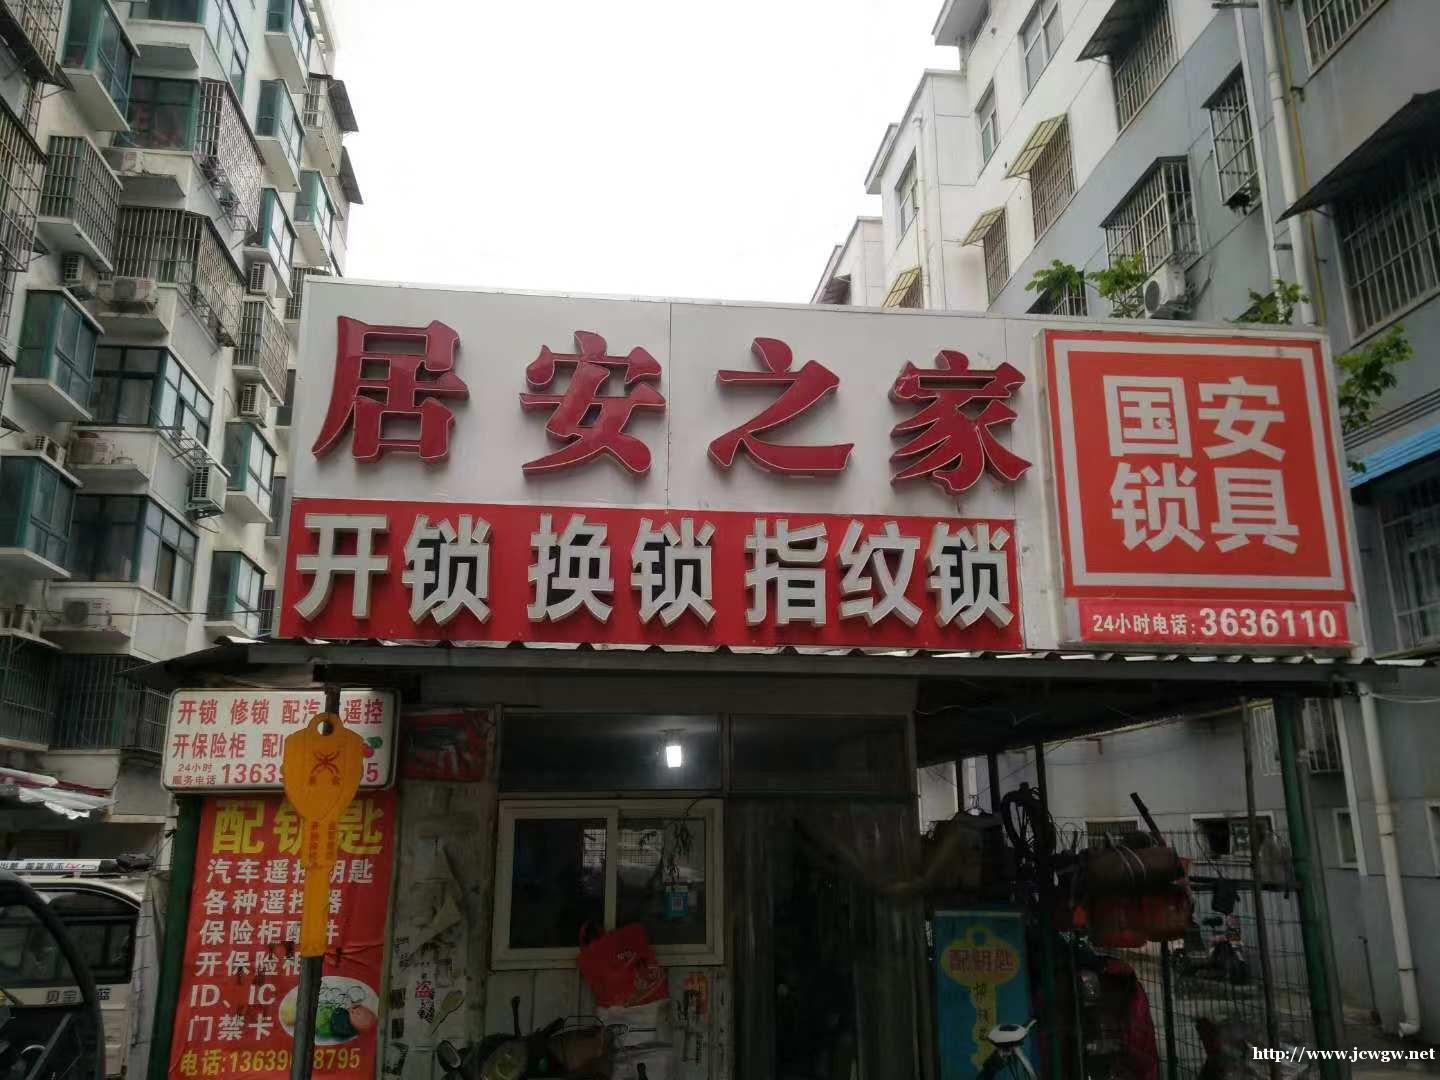 居安之家
国安
锁具
开锁 换锁 指纹锁
24小时电话:3636110
开锁 修锁 配汽 遥控
开保险柜 配
24小时
服务电话
配钥匙
汽车遥控钥匙
各种遥控器
保险柜配件
开保险柜
ID、IC
门禁卡
配钥匙
盗
http://www.jcwgw.net